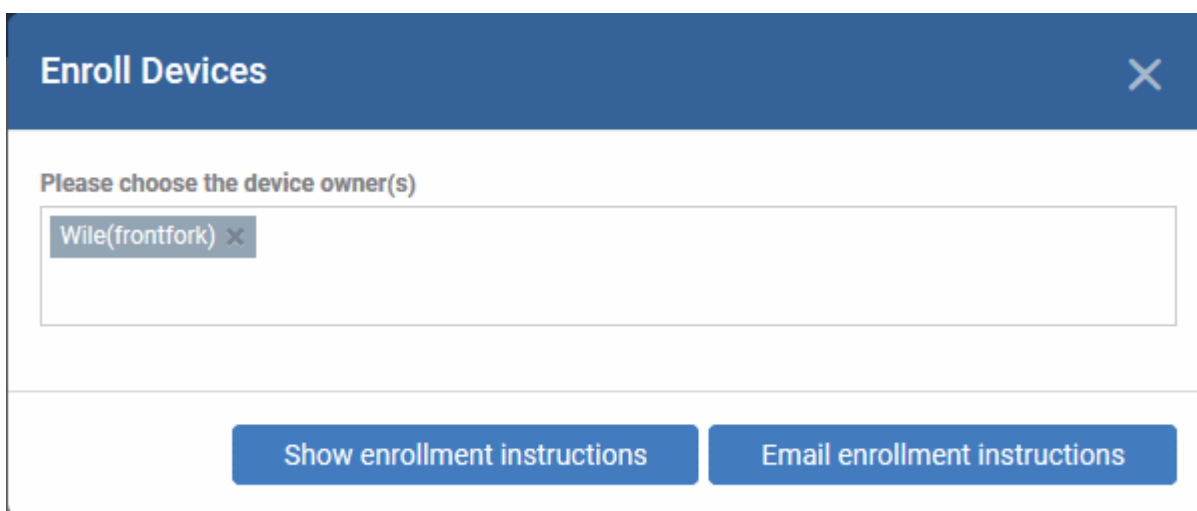 Enroll Devices
Please choose the device owner(s)
Wile(frontfork)
Show enrollment instructions
Email enrollment instructions